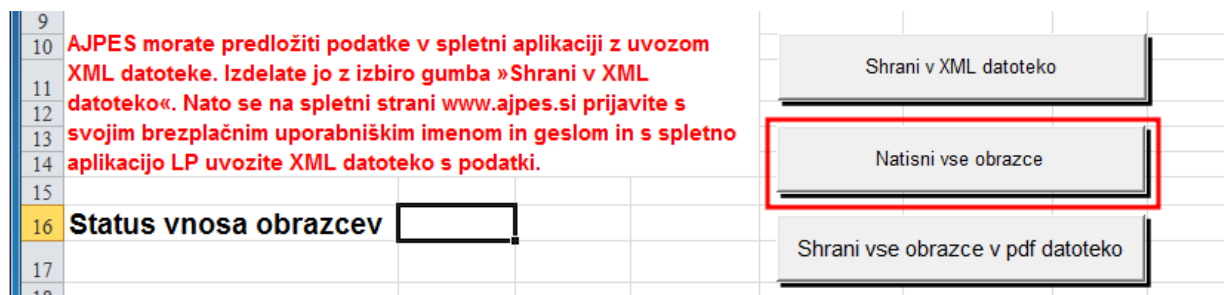 9
10 AJPES morate predložiti podatke v spletni aplikaciji z uvozom
11 XML datoteke. Izdelate jo z izbiro gumba »Shrani v XML
12 datoteko«. Nato se na spletni strani www.ajpes.si prijavite s
13 svojim brezplačnim uporabniškim imenom in geslom in s spletno
14 aplikacijo LP uvozite XML datoteko s podatki.
Shrani v XML datoteko
Natisni vse obrazce
15
16 Status vnosa obrazcev
Shrani vse obrazce v pdf datoteko
17